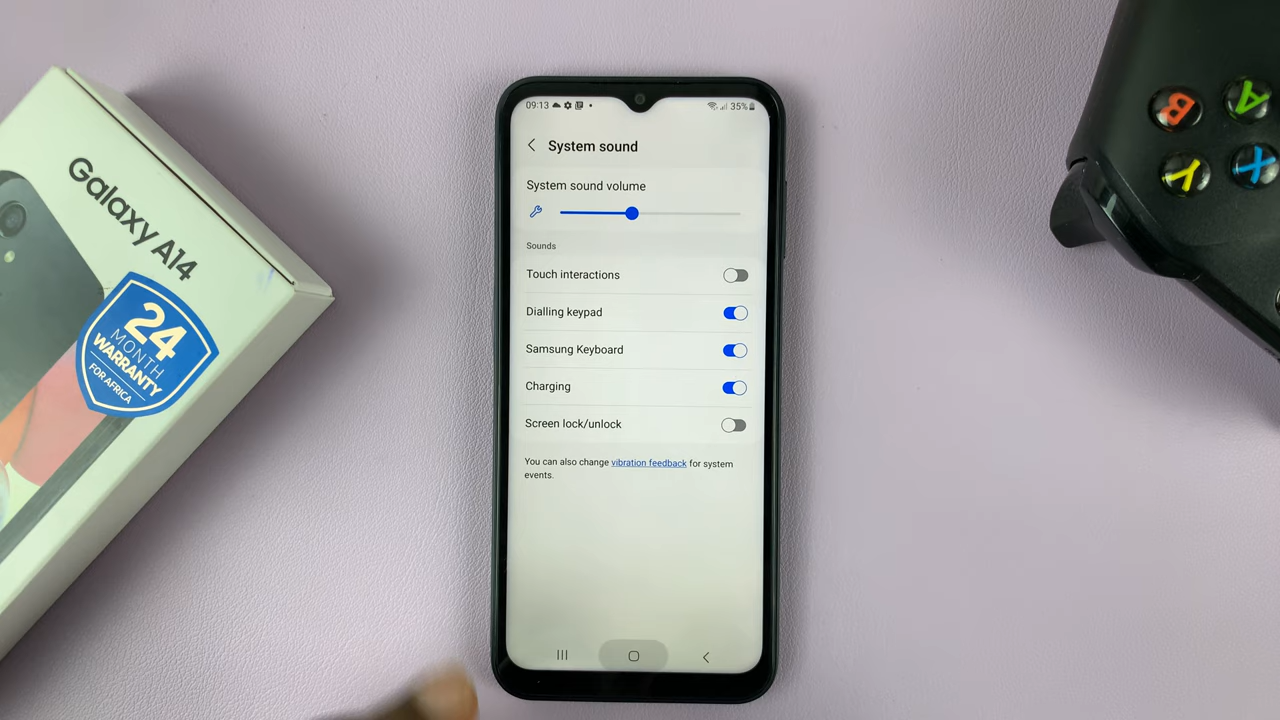 Galaxy A14
24
MONTH
WARRANTY
FOR AFRICA
09:13
35%
System sound
System sound volume
Sounds
Touch interactions
Dialling keypad
Samsung Keyboard
Charging
Screen lock/unlock
You can also change vibration feedback for system
events.
B
A
Y
X